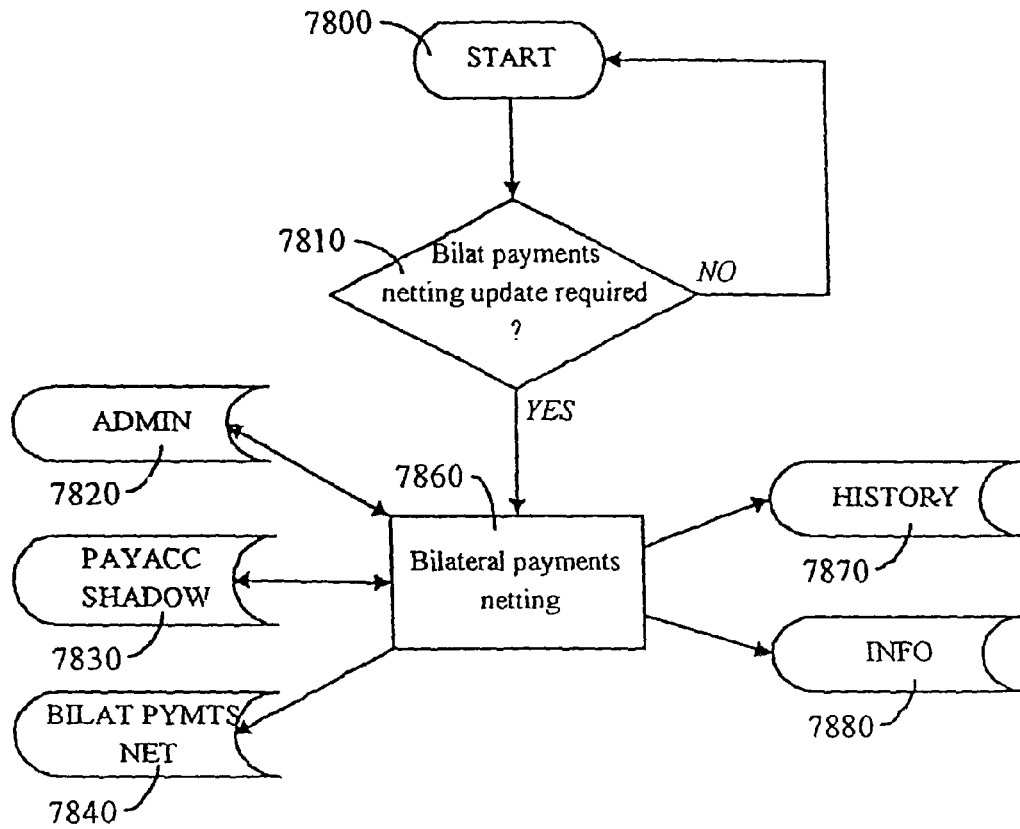 7800
START
7810
Bilat payments
netting update required
?
NO
YES
ADMIN
7820
7860
HISTORY
7870
PAYACC
SHADOW
7830
Bilateral payments
netting
INFO
7880
BILAT PYMTS
NET
7840